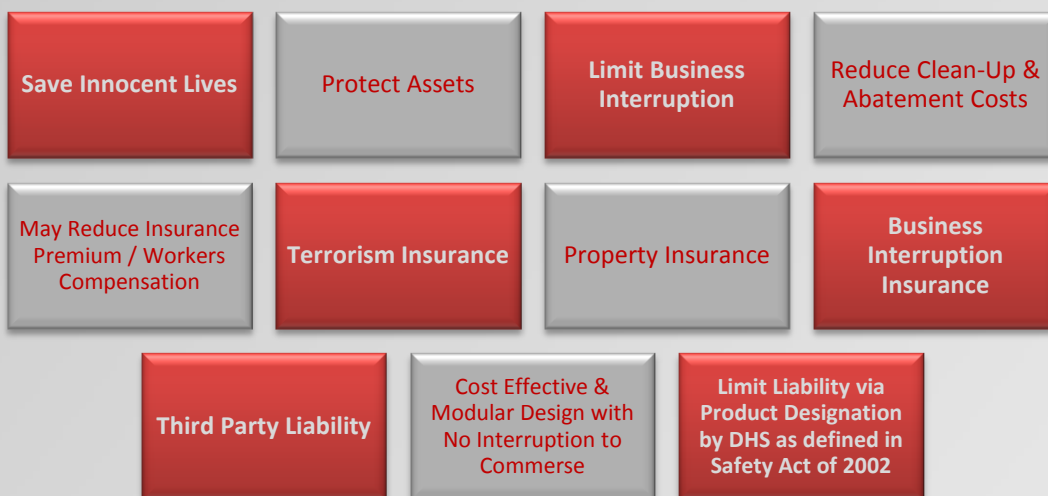 Save Innocent Lives
Protect Assets
Limit Business
Interruption
Reduce Clean-Up &
Abatement Costs
May Reduce Insurance
Premium / Workers
Compensation
Terrorism Insurance
Property Insurance
Business
Interruption
Insurance
Third Party Liability
Cost Effective &
Modular Design with
No Interruption to
Commerse
Limit Liability via
Product Designation
by DHS as defined in
Safety Act of 2002